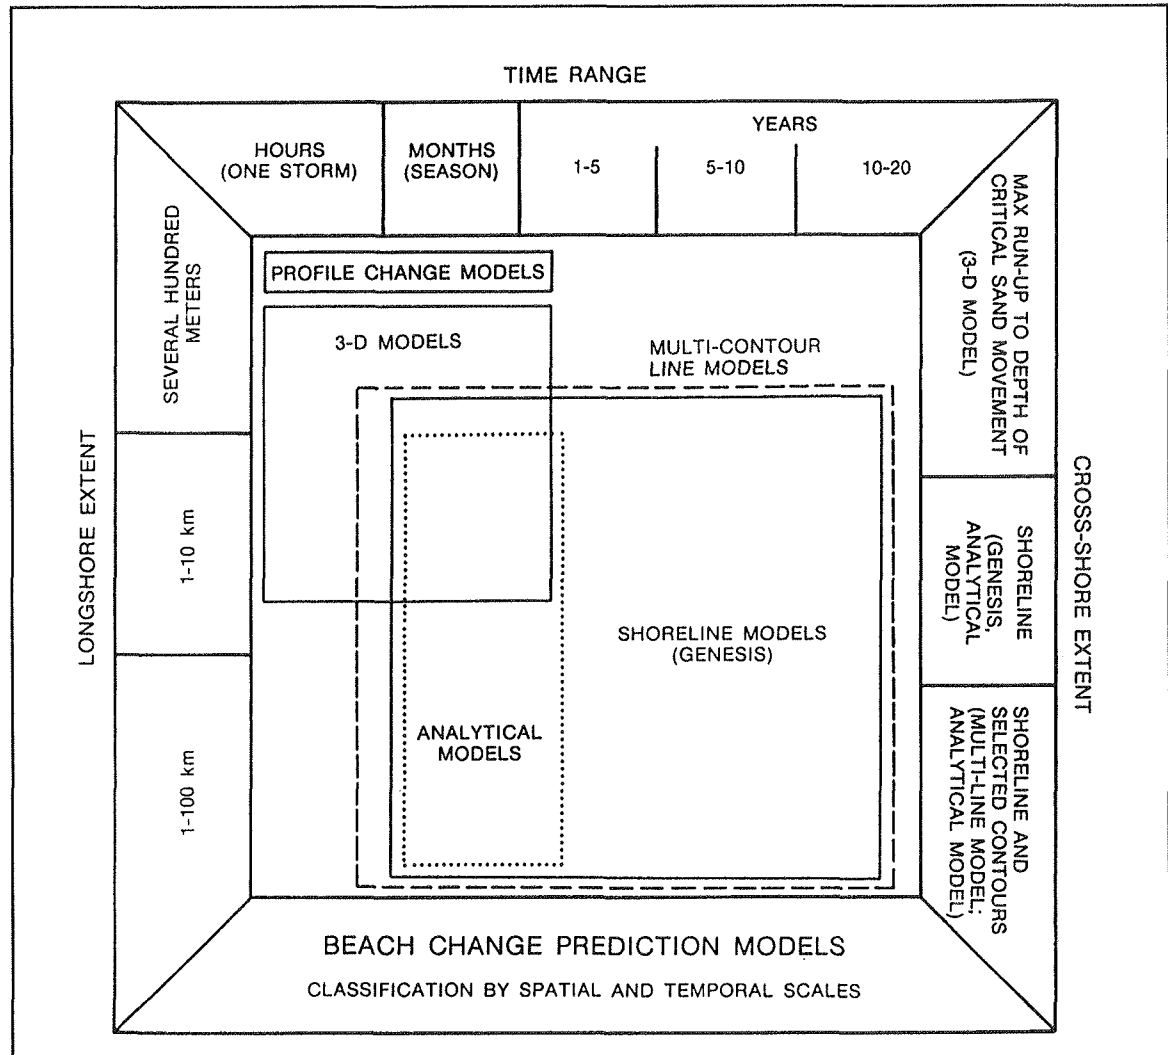 TIME RANGE
HOURS
(ONE STORM)
MONTHS
(SEASON)
YEARS
1-5
5-10
10-20
LONGSHORE EXTENT
SEVERAL HUNDRED
METERS
1-10 km
1-100 km
PROFILE CHANGE MODELS
3-D MODELS
MULTI-CONTOUR
LINE MODELS
SHORELINE MODELS
(GENESIS)
ANALYTICAL
MODELS
CROSS-SHORE EXTENT
MAX RUN-UP TO DEPTH OF
CRITICAL SAND MOVEMENT
(3-D MODEL)
SHORELINE
(GENESIS,
ANALYTICAL
MODEL)
SHORELINE AND
SELECTED CONTOURS
(MULTI-LINE MODEL;
ANALYTICAL MODEL)
BEACH CHANGE PREDICTION MODELS
CLASSIFICATION BY SPATIAL AND TEMPORAL SCALES